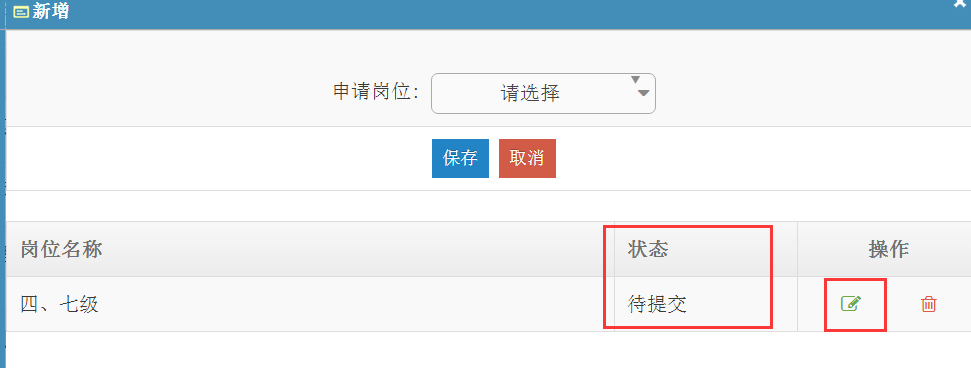 新增
申请岗位：
请选择
保存 取消
岗位名称 状态 操作
四、七级 待提交